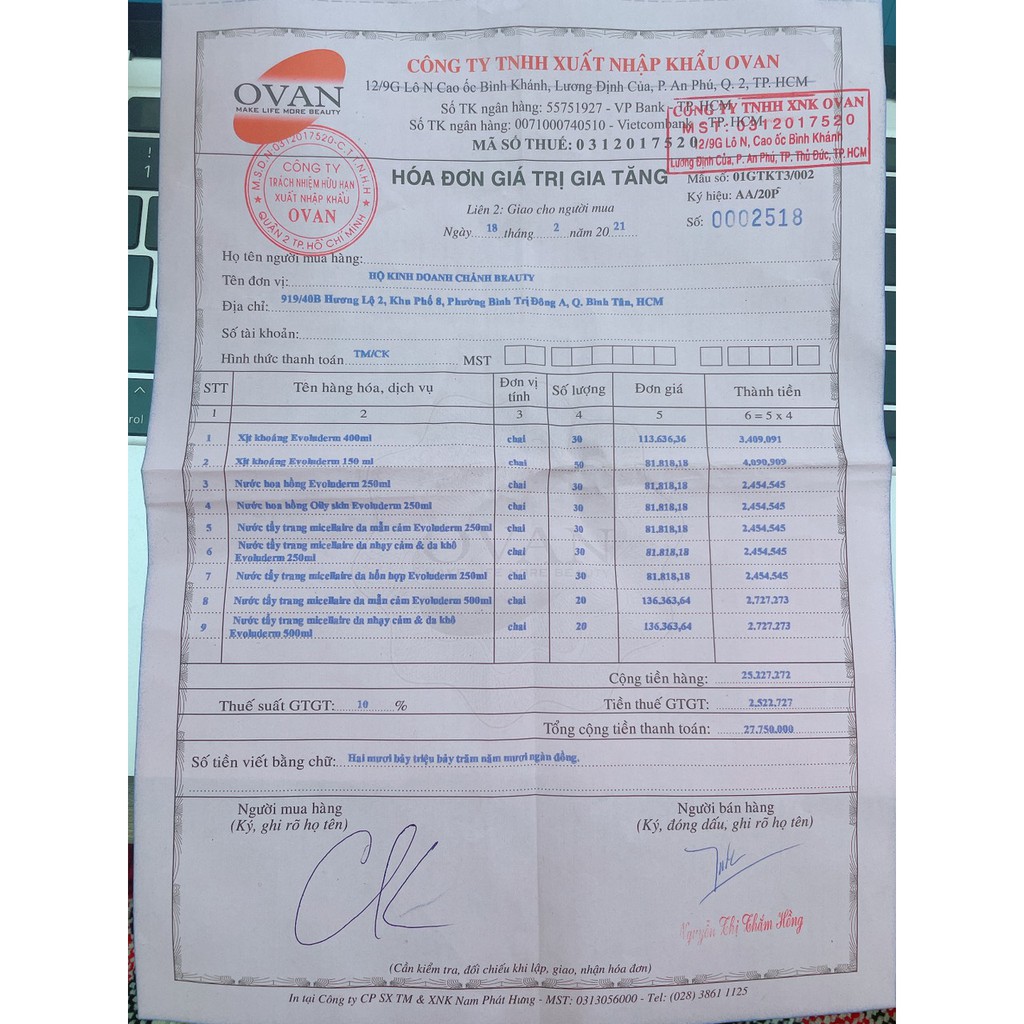 OVAN
MAKE LIFE MORE BEAUTY
CÔNG TY TNHH XUẤT NHẬP KHẨU OVAN
12/9G Lô N Cao ốc Bình Khánh, Lương Định Của, P. An Phú, Q. 2, TP. HCM
Số TK ngân hàng: 55751927 - VP Bank - TP.HCM
Số TK ngân hàng: 0071000740510 - Vietcombank - TP.HCM
MÃ SỐ THUẾ: 0312017520
CÔNG TY TNHH XNK OVAN
MST: 0312017520
12/9G Lô N, Cao ốc Bình Khánh
Lương Định Của, P. An Phú, TP. Thủ Đức, TP. HCM
M.S.D.N: 0312017520-C.T.T.N.H.H
CÔNG TY
TRÁCH NHIỆM HỮU HẠN
XUẤT NHẬP KHẨU
OVAN
QUẬN 2 TP. HỒ CHÍ MINH
HÓA ĐƠN GIÁ TRỊ GIA TĂNG
Mẫu số: 01GTKT3/002
Ký hiệu: AA/20P
Số: 0002518
Liên 2: Giao cho người mua
Ngày 18 tháng 2 năm 2021
Họ tên người mua hàng:
Tên đơn vị: HỘ KINH DOANH CHÁNH BEAUTY
Địa chỉ: 919/40B Hương Lộ 2, Khu Phố 8, Phường Bình Trị Đông A, Q. Bình Tân, HCM
Số tài khoản:
Hình thức thanh toán TM/CK MST
STT Tên hàng hóa, dịch vụ Đơn vị tính Số lượng Đơn giá Thành tiền
1 2 3 4 5 6 = 5 x 4
1 Xịt khoáng Evoluderm 400ml chai 30 113.636,36 3,409,091
2 Xịt khoáng Evoluderm 150 ml chai 50 81.818,18 4,090,909
3 Nước hoa hồng Evoluderm 250ml chai 30 81.818,18 2,454,545
4 Nước hoa hồng Oily skin Evoluderm 250ml chai 30 81.818,18 2,454,545
5 Nước tẩy trang micellaire da mẫn cảm Evoluderm 250ml chai 30 81.818,18 2,454,545
6 Nước tẩy trang micellaire da nhạy cảm & da khô Evoluderm 250ml chai 30 81.818,18 2,454,545
7 Nước tẩy trang micellaire da hỗn hợp Evoluderm 250ml chai 30 81.818,18 2,454,545
8 Nước tẩy trang micellaire da mẫn cảm Evoluderm 500ml chai 20 136.363,64 2,727,273
9 Nước tẩy trang micellaire da nhạy cảm & da khô Evoluderm 500ml chai 20 136.363,64 2.727.273
Cộng tiền hàng: 25.227.272
Thuế suất GTGT: 10 % Tiền thuế GTGT: 2,522,727
Tổng cộng tiền thanh toán: 27.750.000
Số tiền viết bằng chữ: Hai mươi bảy triệu bảy trăm năm mươi ngàn đồng.
Người mua hàng
(Ký, ghi rõ họ tên)
Người bán hàng
(Ký, đóng dấu, ghi rõ họ tên)
Nguyễn Thị Thắm Hồng
(Cần kiểm tra, đối chiếu khi lập, giao, nhận hóa đơn)
In tại Công ty CP SX TM & XNK Nam Phát Hưng - MST: 0313056000 - Tel: (028) 3861 1125